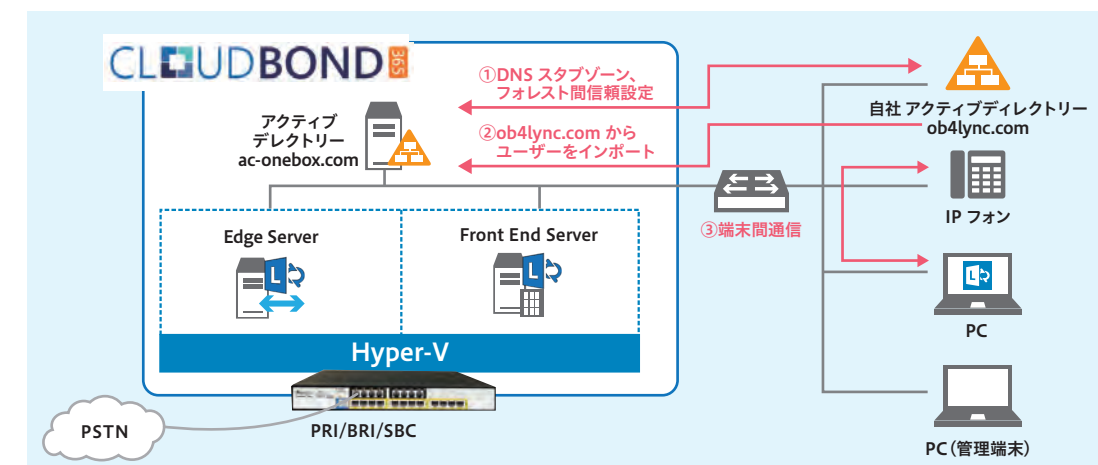 CLOUDBOND 365
①DNS スタブゾーン、
フォレスト間信頼設定
アクティブ
デレクトリー
ac-onebox.com
②ob4lync.com から
ユーザーをインポート
自社 アクティブディレクトリー
ob4lync.com
③端末間通信
IP フォン
Edge Server
Front End Server
L
L
L
PC
Hyper-V
PSTN
PRI/BRI/SBC
PC（管理端末）